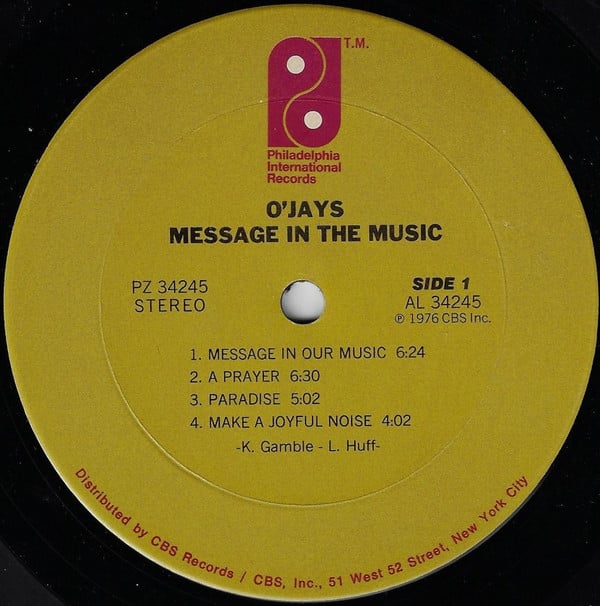 T.M.
Philadelphia
International
Records
O'JAYS
MESSAGE IN THE MUSIC
PZ 34245
STEREO
SIDE 1
AL 34245
℗ 1976 CBS Inc.
1. MESSAGE IN OUR MUSIC 6:24
2. A PRAYER 6:30
3. PARADISE 5:02
4. MAKE A JOYFUL NOISE 4:02
-K. Gamble - L. Huff-
Distributed by CBS Records / CBS, Inc., 51 West 52 Street, New York City